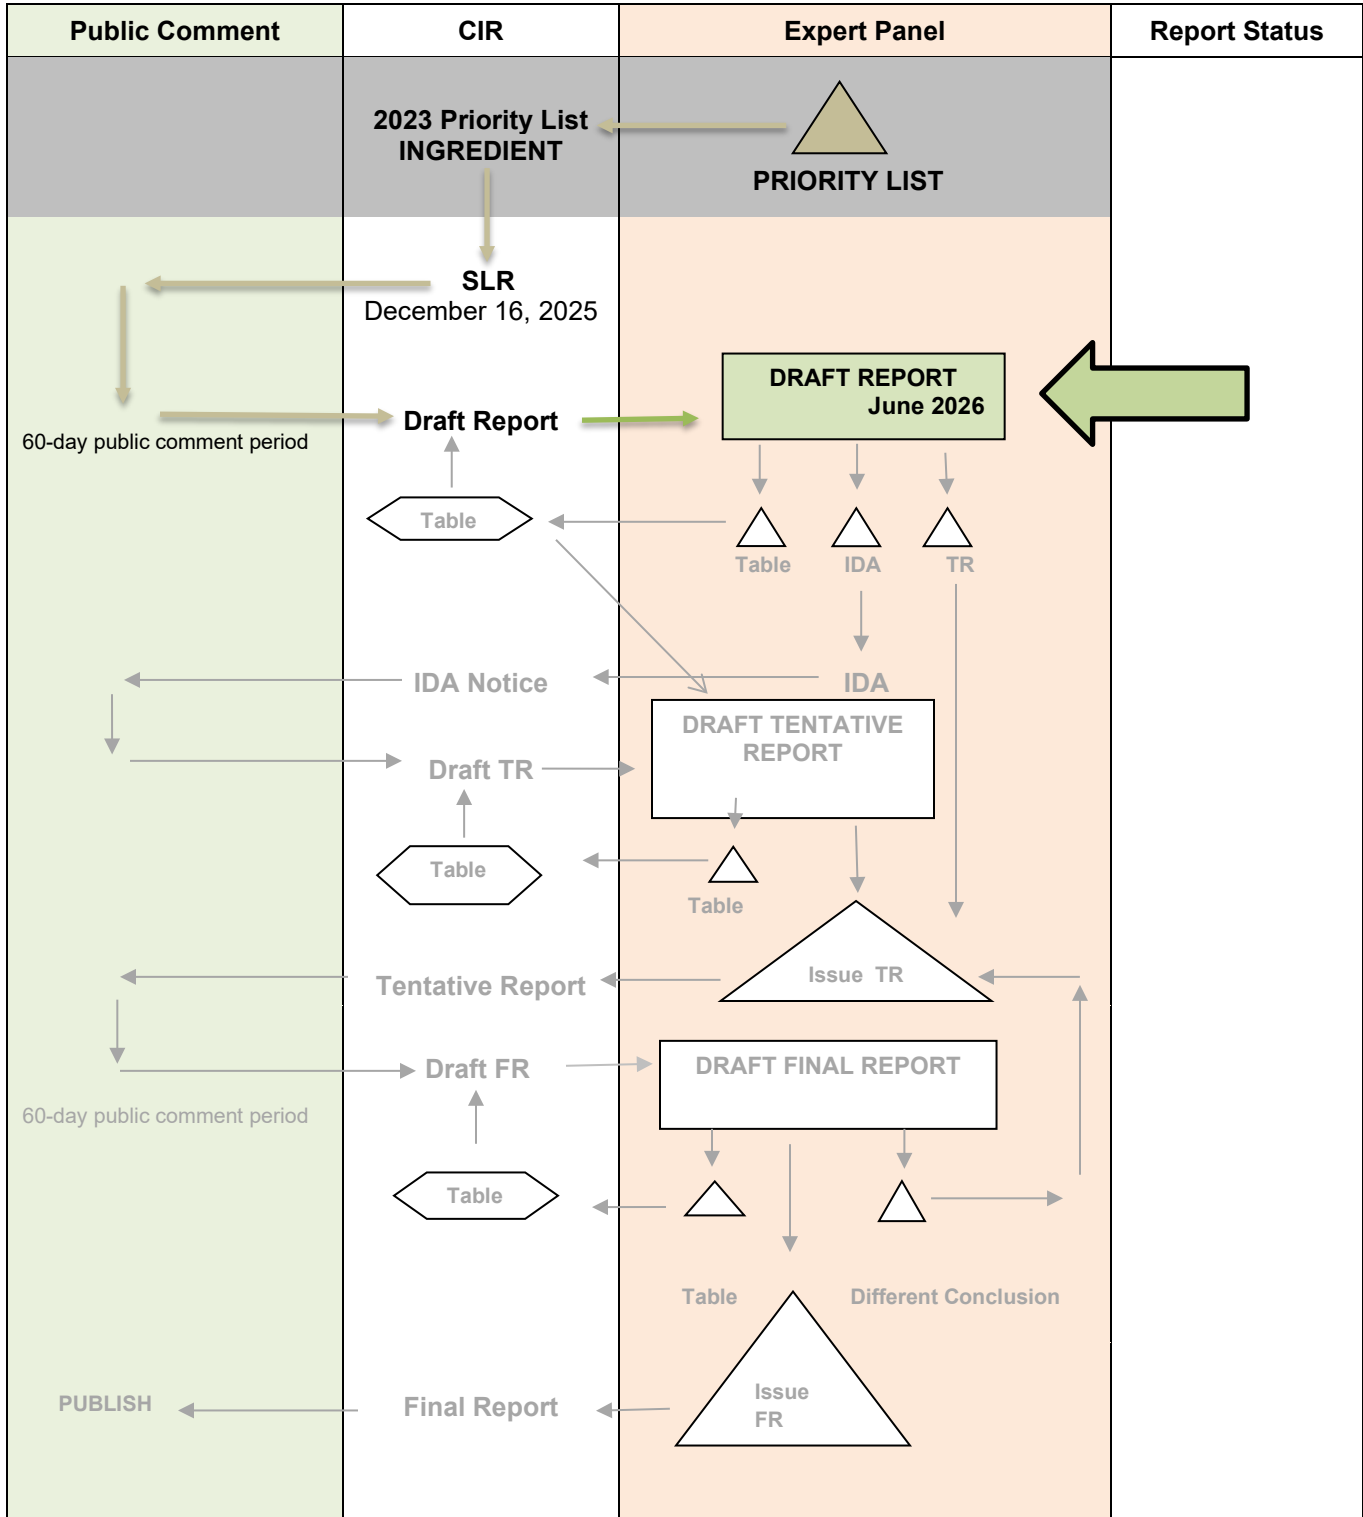 Public Comment
CIR
Expert Panel
Report Status
2023 Priority List
INGREDIENT
PRIORITY LIST
SLR
December 16, 2025
DRAFT REPORT
June 2026
Draft Report
60-day public comment period
Table
Table
IDA
TR
IDA Notice
IDA
DRAFT TENTATIVE
REPORT
Draft TR
Table
Table
Issue TR
Tentative Report
Draft FR
DRAFT FINAL REPORT
60-day public comment period
Table
Table
Different Conclusion
Issue
FR
PUBLISH
Final Report